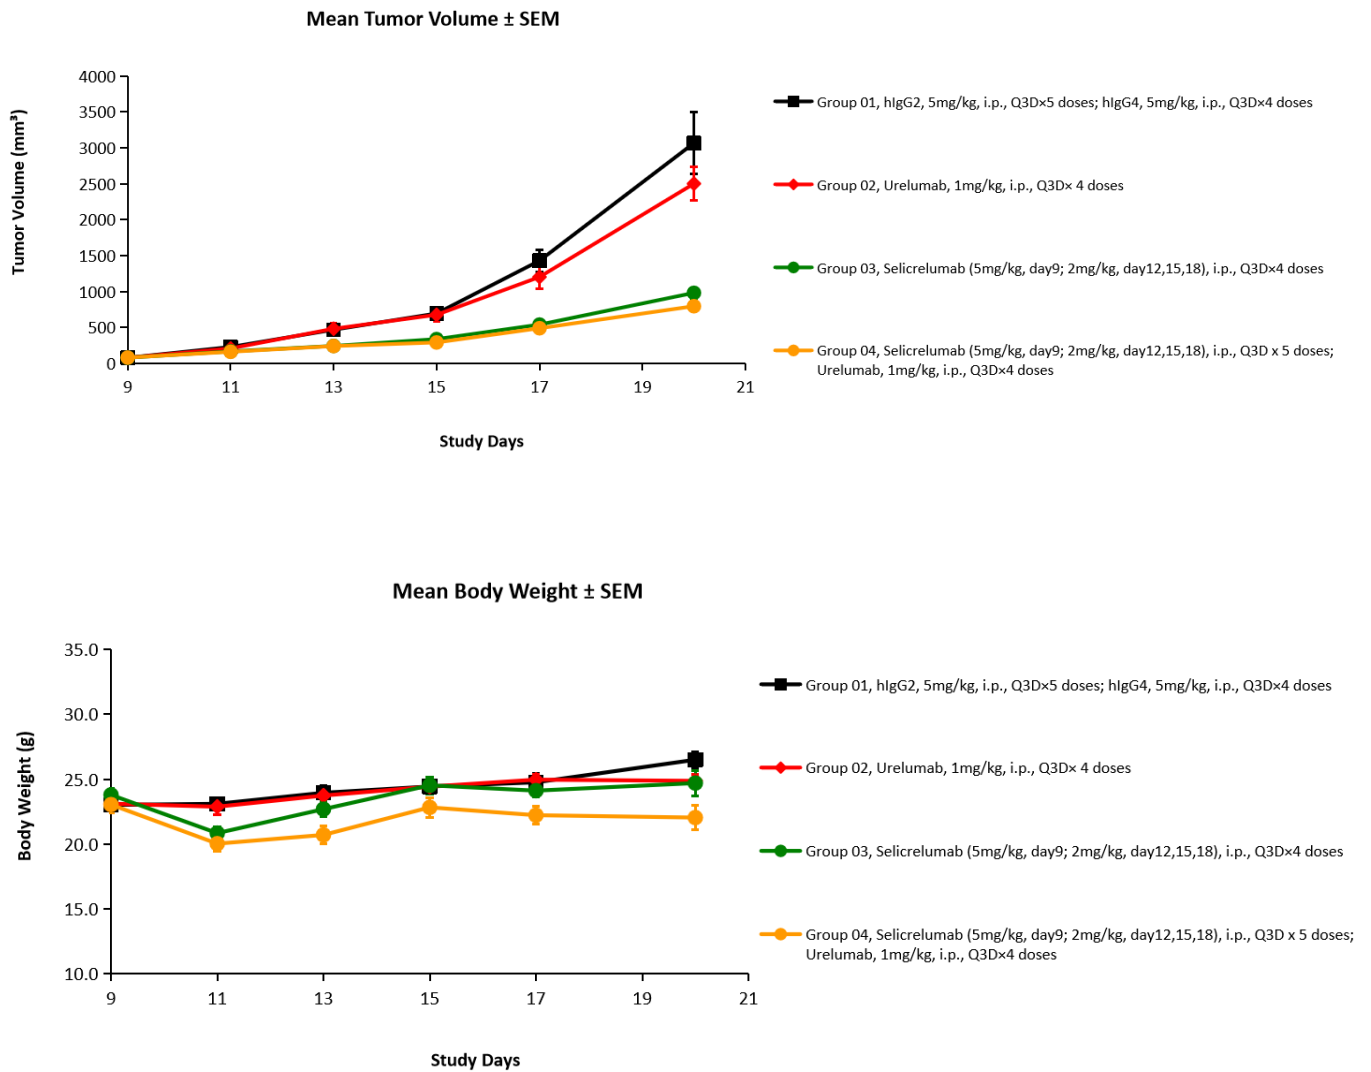 Mean Tumor Volume ± SEM
Tumor Volume (mm³)
4000
3500
3000
2500
2000
1500
1000
500
0
9 11 13 15 17 19 21
Study Days
Group 01, hIgG2, 5mg/kg, i.p., Q3D×5 doses; hIgG4, 5mg/kg, i.p., Q3D×4 doses
Group 02, Urelumab, 1mg/kg, i.p., Q3D× 4 doses
Group 03, Selicrelumab (5mg/kg, day9; 2mg/kg, day12,15,18), i.p., Q3D×4 doses
Group 04, Selicrelumab (5mg/kg, day9; 2mg/kg, day12,15,18), i.p., Q3D x 5 doses;
Urelumab, 1mg/kg, i.p., Q3D×4 doses
Mean Body Weight ± SEM
Body Weight (g)
35.0
30.0
25.0
20.0
15.0
10.0
9 11 13 15 17 19 21
Study Days
Group 01, hIgG2, 5mg/kg, i.p., Q3D×5 doses; hIgG4, 5mg/kg, i.p., Q3D×4 doses
Group 02, Urelumab, 1mg/kg, i.p., Q3D× 4 doses
Group 03, Selicrelumab (5mg/kg, day9; 2mg/kg, day12,15,18), i.p., Q3D×4 doses
Group 04, Selicrelumab (5mg/kg, day9; 2mg/kg, day12,15,18), i.p., Q3D x 5 doses;
Urelumab, 1mg/kg, i.p., Q3D×4 doses